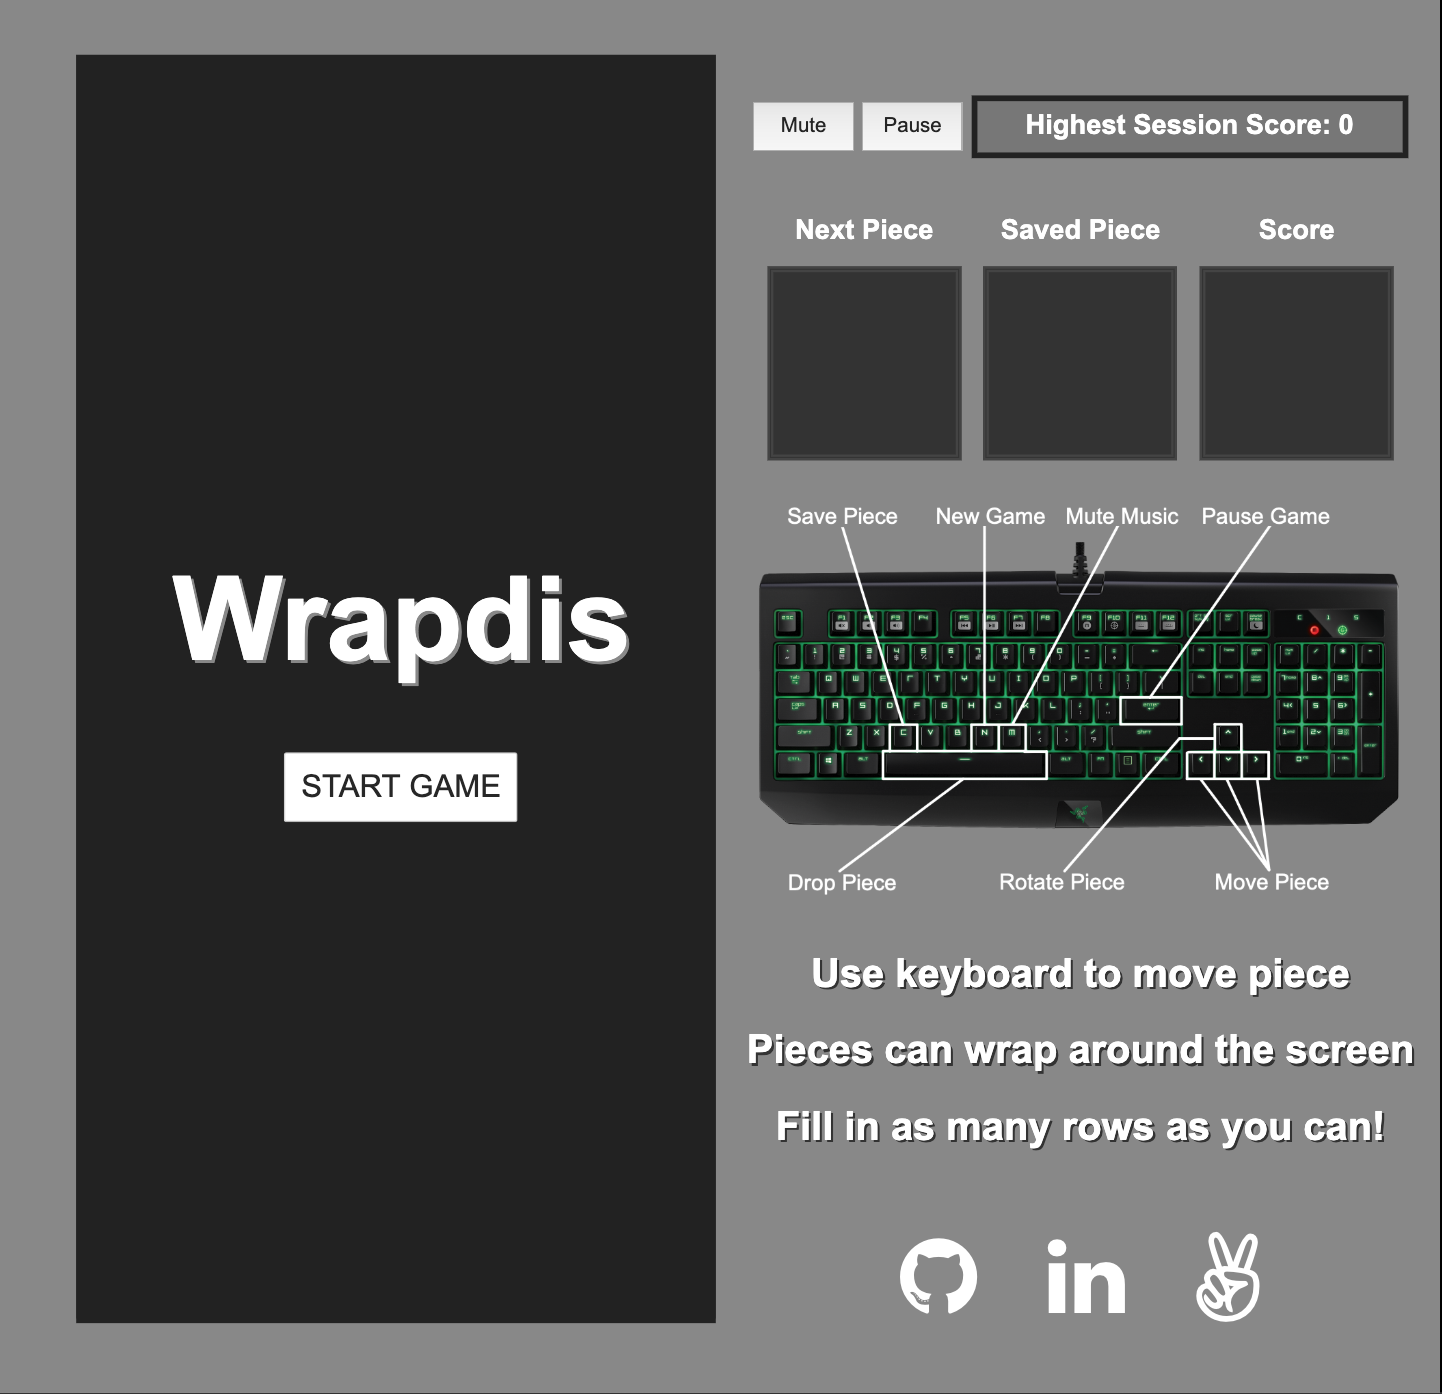 Mute
Pause
Highest Session Score: 0
Next Piece
Saved Piece
Score
Save Piece
New Game
Mute Music
Pause Game
Wrapdis
START GAME
Drop Piece
Rotate Piece
Move Piece
Use keyboard to move piece
Pieces can wrap around the screen
Fill in as many rows as you can!
in